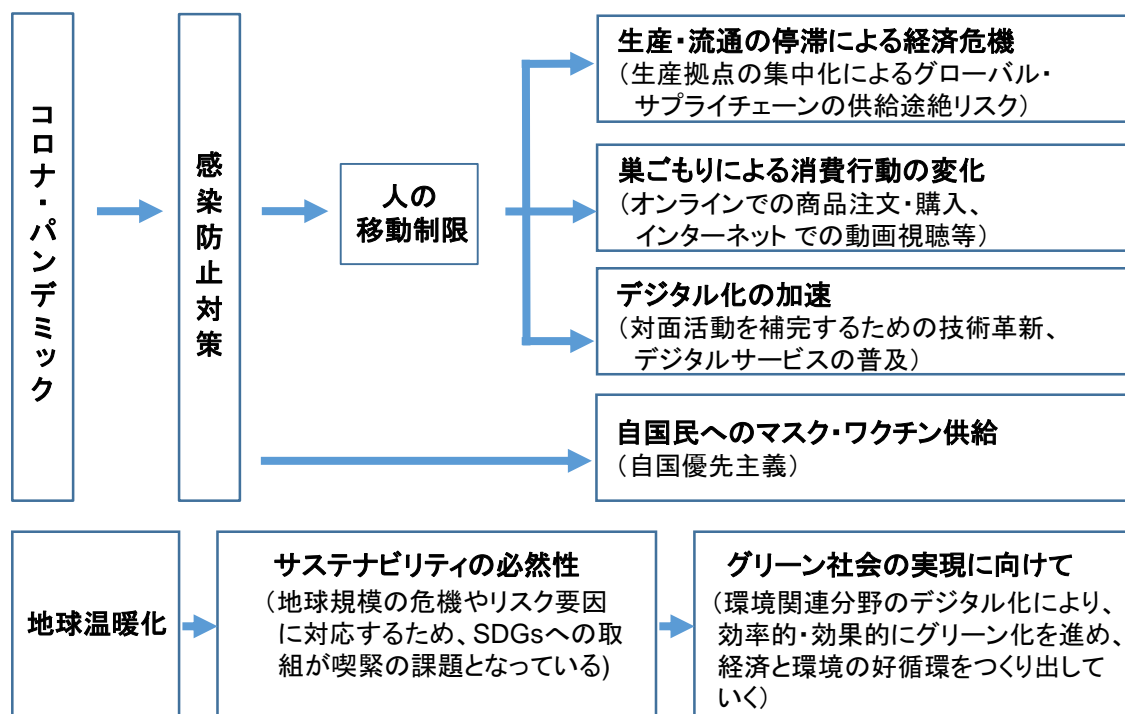 コロナ・パンデミック
感染防止対策
人の
移動制限
生産・流通の停滞による経済危機
（生産拠点の集中化によるグローバル・
サプライチェーンの供給途絶リスク）
巣ごもりによる消費行動の変化
（オンラインでの商品注文・購入、
インターネット での動画視聴等）
デジタル化の加速
（対面活動を補完するための技術革新、
デジタルサービスの普及）
自国民へのマスク・ワクチン供給
（自国優先主義）
地球温暖化
サステナビリティの必然性
（地球規模の危機やリスク要因
に対応するため、SDGsへの取
組が喫緊の課題となっている)
グリーン社会の実現に向けて
（環境関連分野のデジタル化により、
効率的・効果的にグリーン化を進め、
経済と環境の好循環をつくり出して
いく）